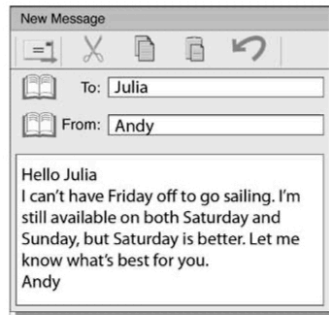 New Message
To: Julia
From: Andy
Hello Julia
I can't have Friday off to go sailing. I'm
still available on both Saturday and
Sunday, but Saturday is better. Let me
know what's best for you.
Andy